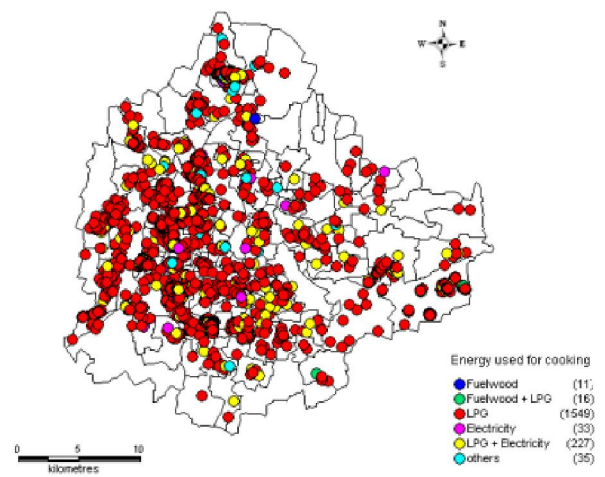 N
W E
S
Energy used for cooking
Fuelwood (11)
Fuelwood + LPG (16)
LPG (1549)
Electricity (33)
LPG + Electricity (227)
others (35)
0 5 10
kilometres